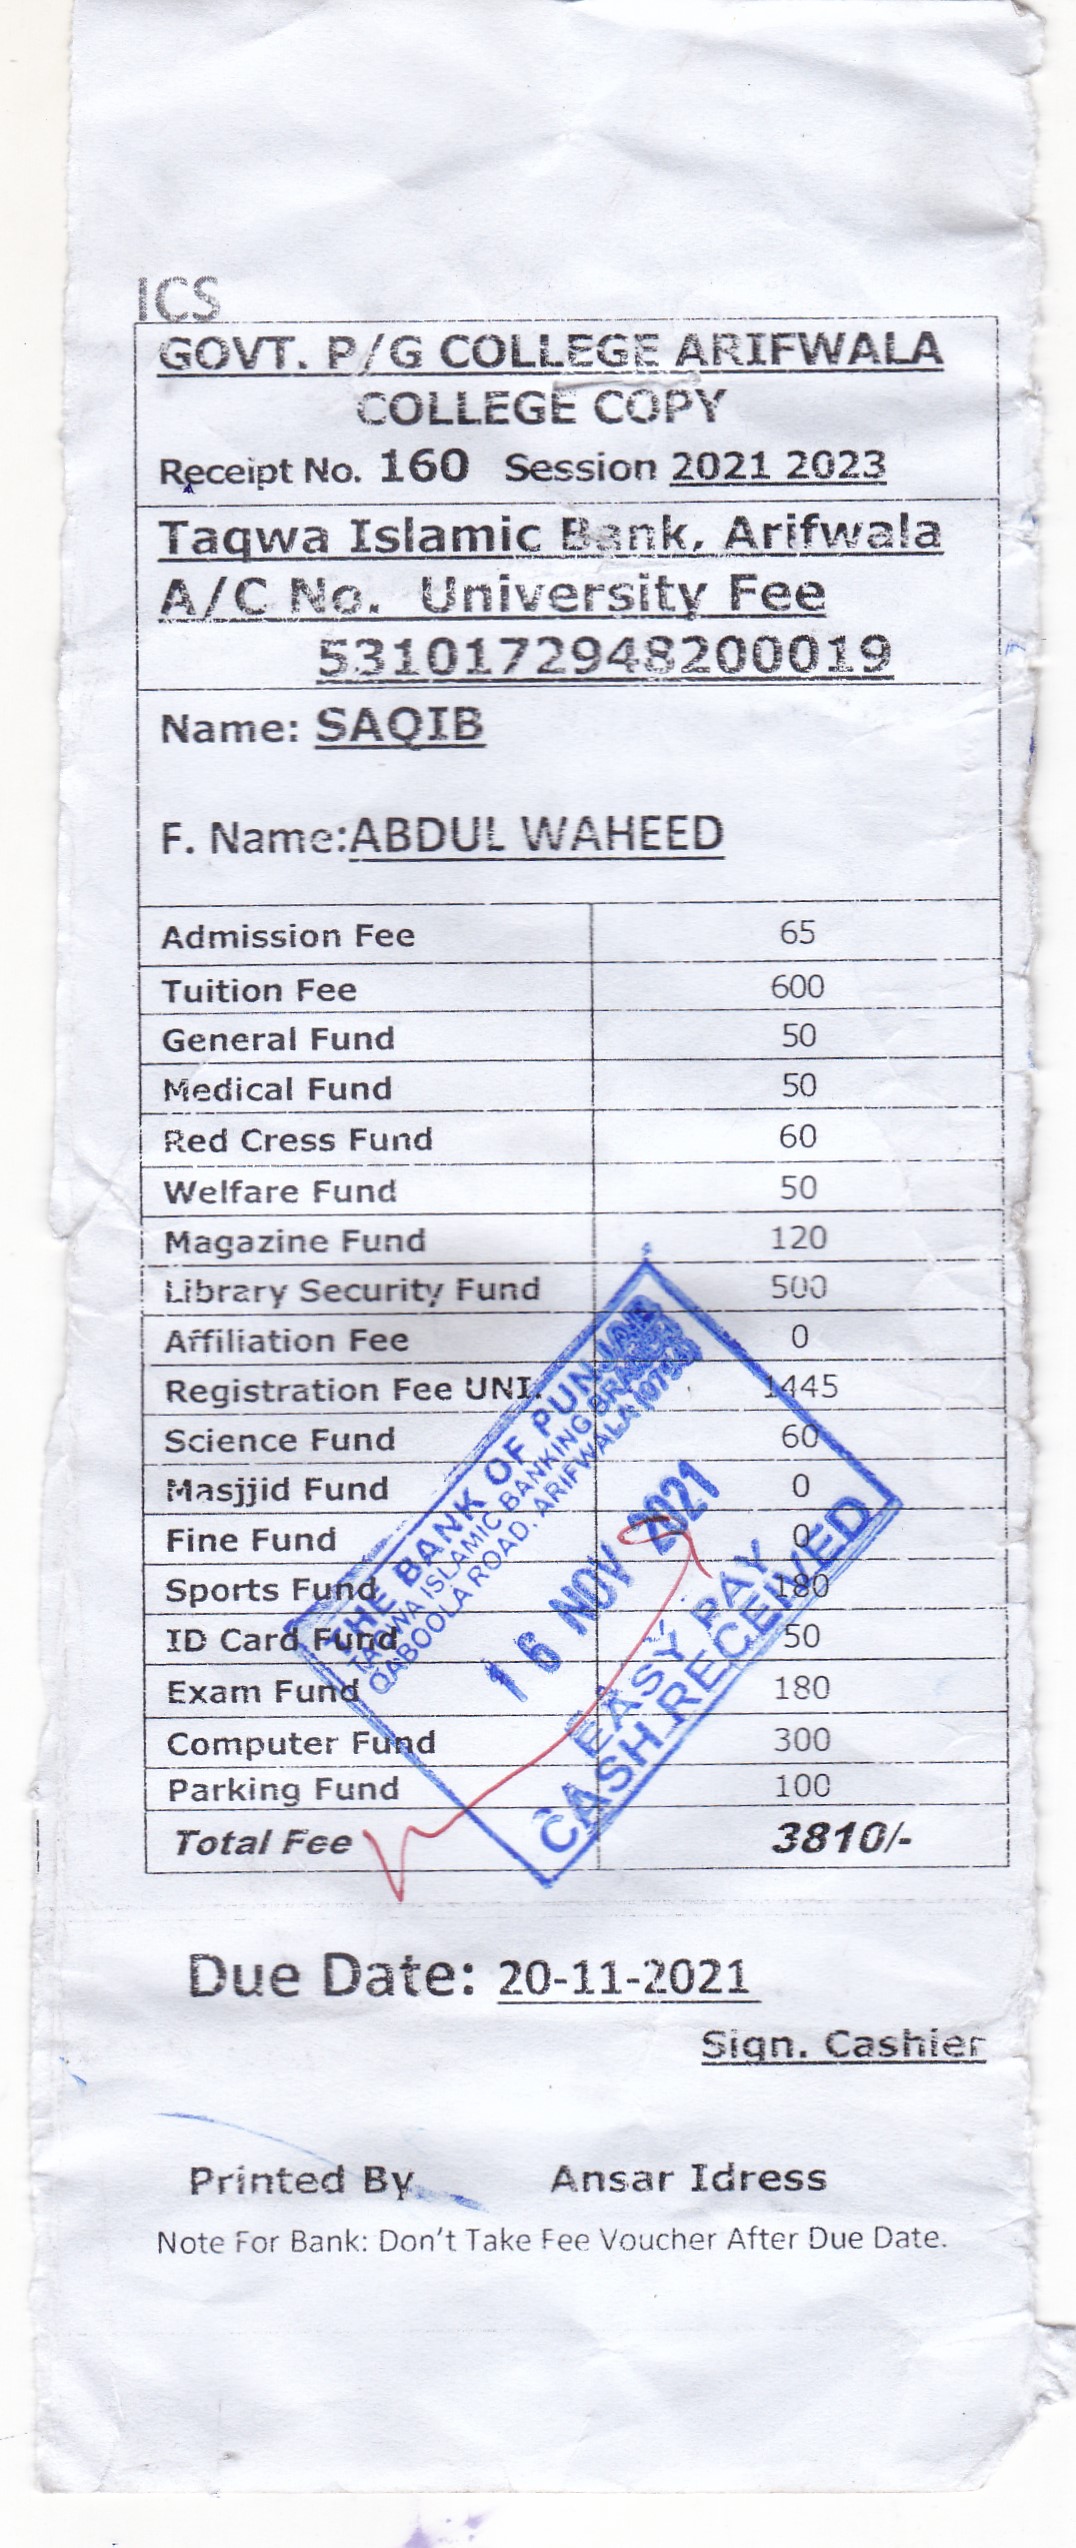 ICS
GOVT. P/G COLLEGE ARIFWALA
COLLEGE COPY
Receipt No. 160 Session 2021 2023
Taqwa Islamic Bank, Arifwala
A/C No. University Fee
5310172948200019
Name: SAQIB
F. Name:ABDUL WAHEED
Admission Fee 65
Tuition Fee 600
General Fund 50
Medical Fund 50
Red Cress Fund 60
Welfare Fund 50
Magazine Fund 120
Library Security Fund 500
Affiliation Fee 0
Registration Fee UNI. 1445
Science Fund 60
Masjjid Fund 0
Fine Fund 0
Sports Fund 180
ID Card Fund 50
Exam Fund 180
Computer Fund 300
Parking Fund 100
Total Fee 3810/-
THE BANK OF PUNJAB
TAQWA ISLAMIC BANKING BRANCH
QABOOLA ROAD, ARIFWALA
16 NOV 2021
EASY PAY
CASH RECEIVED
Due Date: 20-11-2021
Sign. Cashier
Printed By Ansar Idress
Note For Bank: Don't Take Fee Voucher After Due Date.